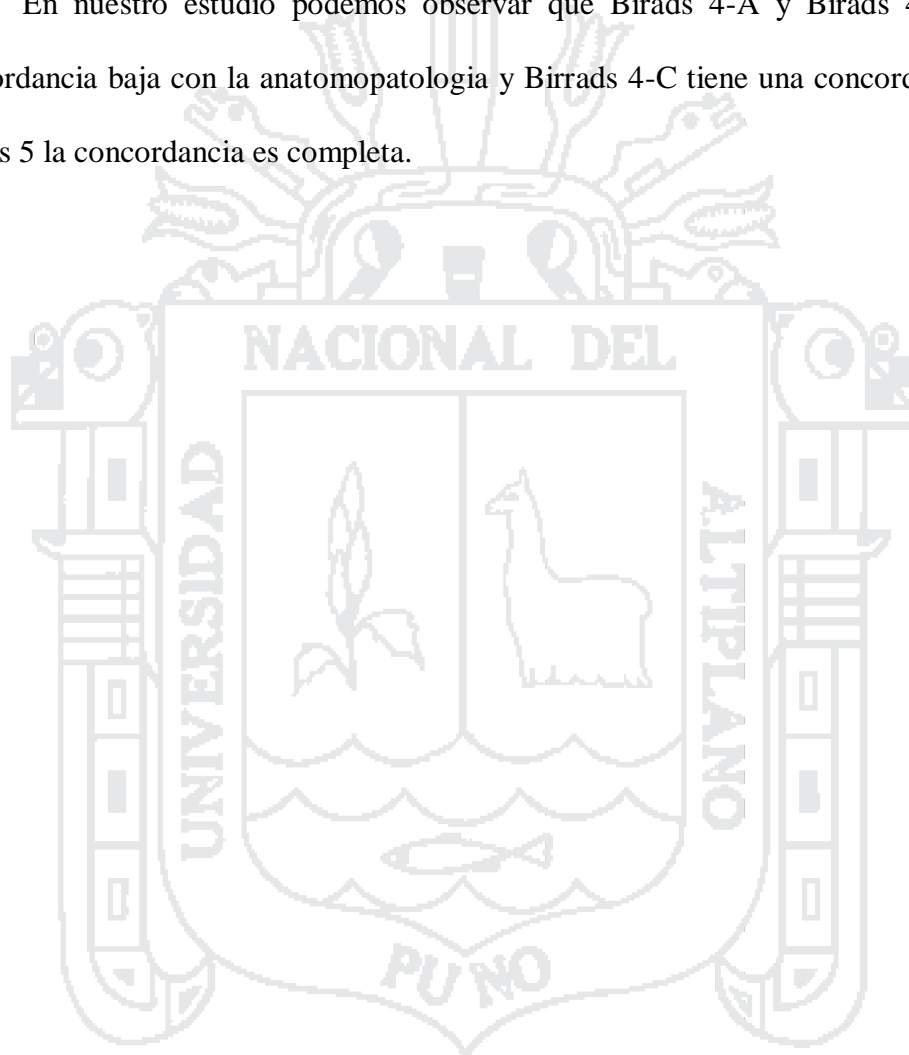 En nuestro estudio podemos observar que Birads 4-A y Birads 4
ordancia baja con la anatomopatologia y Birrads 4-C tiene una concor
s 5 la concordancia es completa.
NACIONAL DEL
UNIVERSIDAD
ALTIPLANO
PUNO